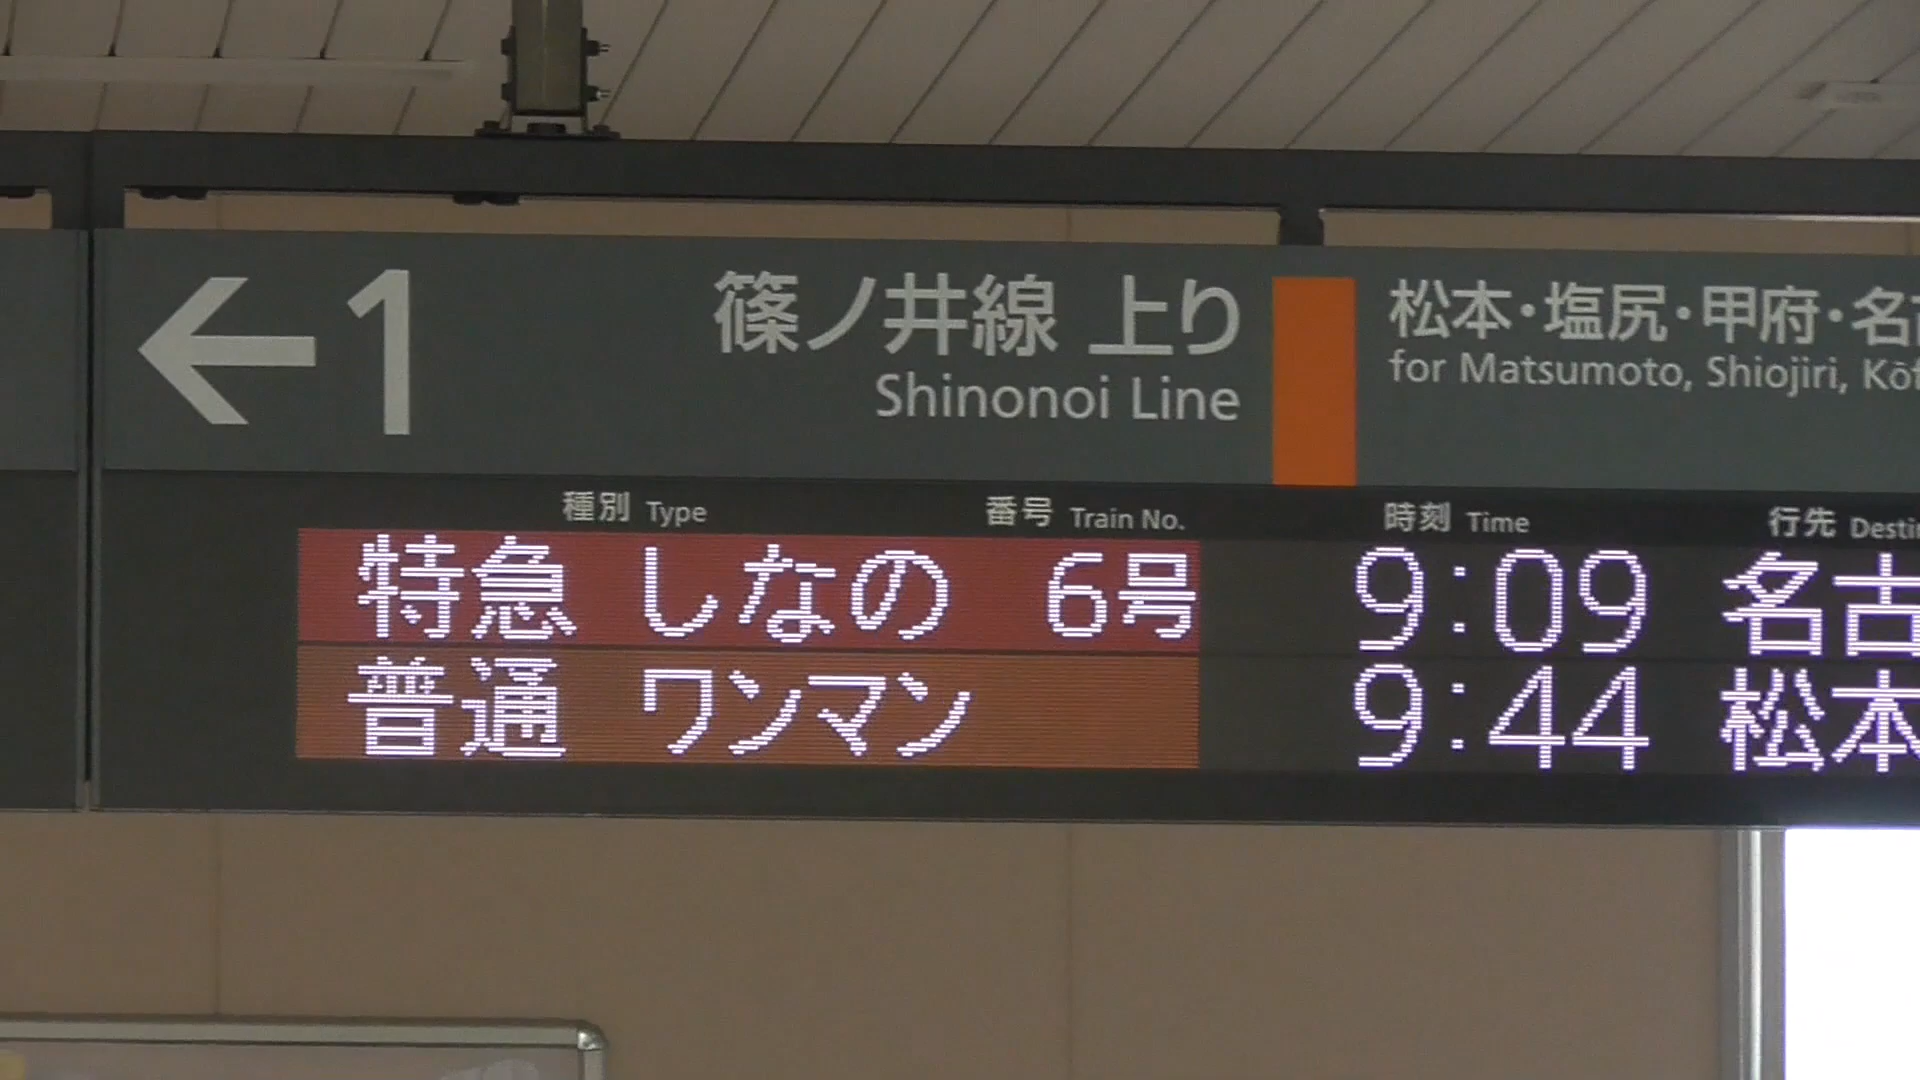 ←1 篠ノ井線 上り 松本・塩尻・甲府・名古
Shinonoi Line for Matsumoto, Shiojiri, Kō
種別 Type 番号 Train No. 時刻 Time 行先 Desti
特急 しなの 6号 9:09 名古
普通 ワンマン 9:44 松本